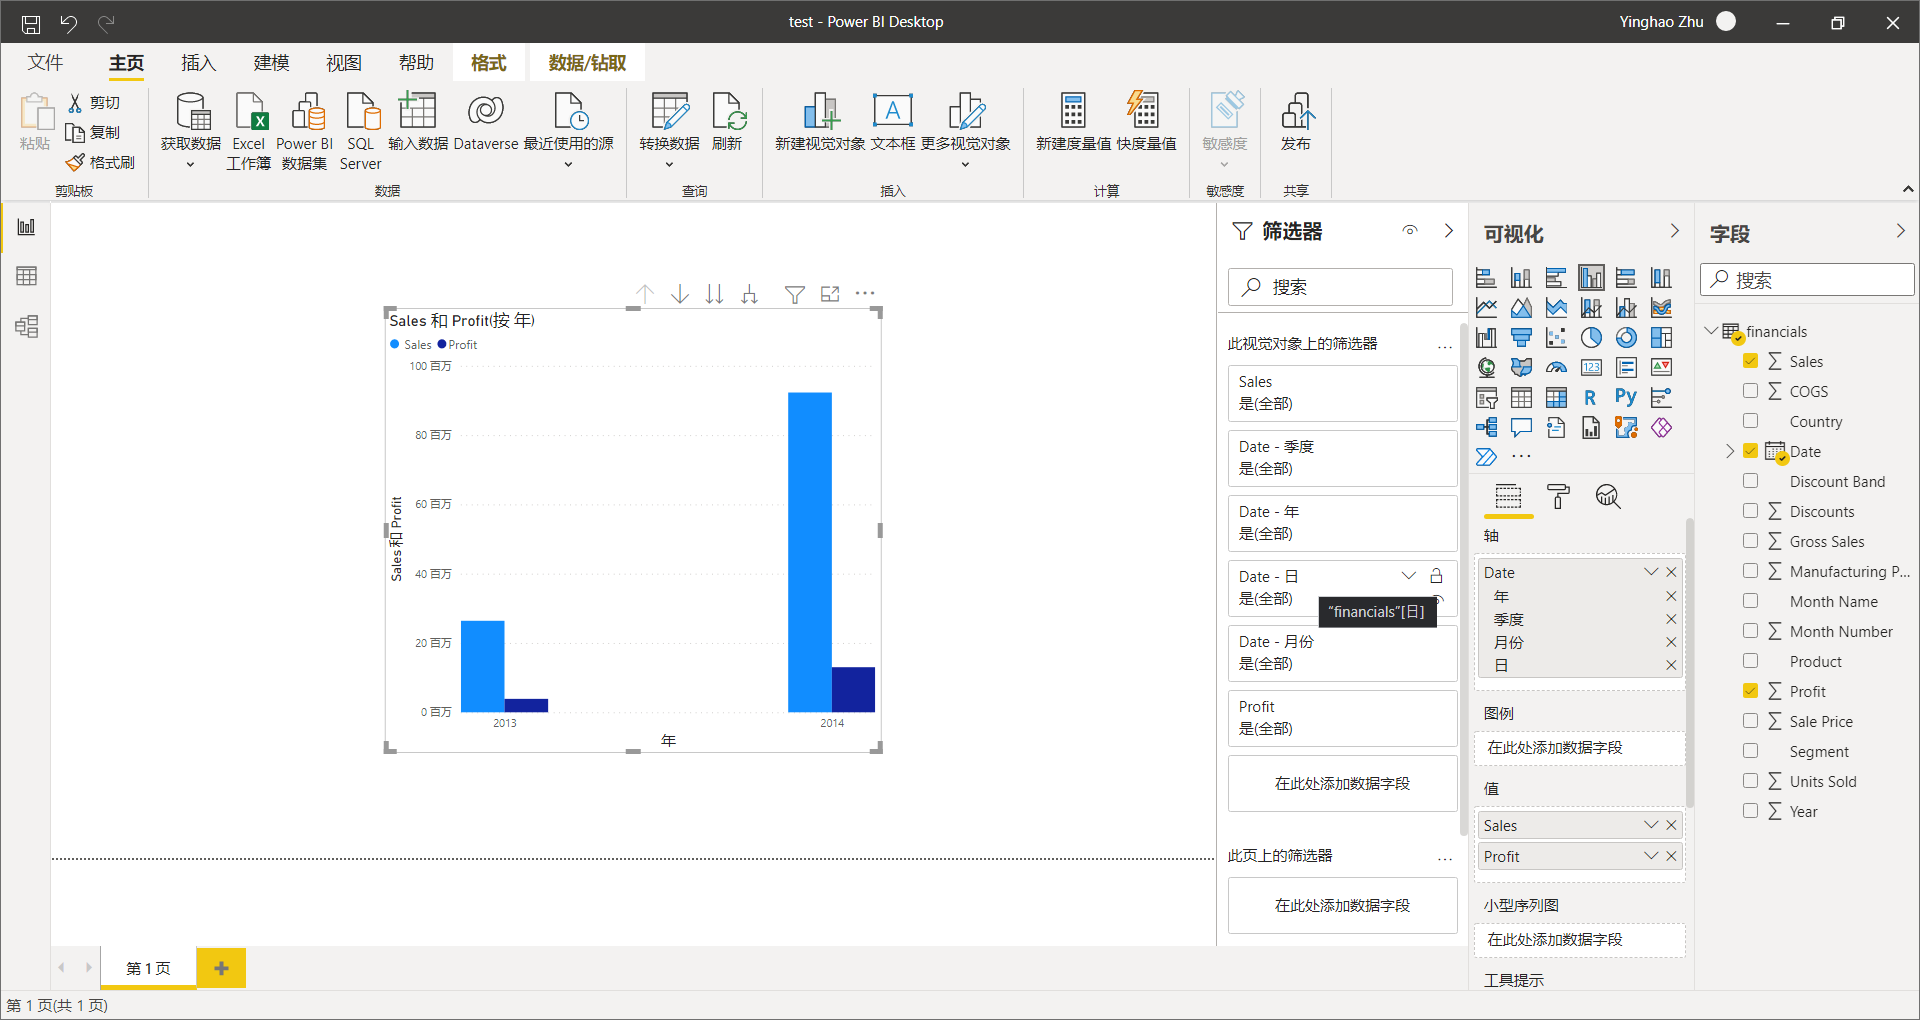 test - Power BI Desktop
Yinghao Zhu
文件
主页
插入
建模
视图
帮助
格式
数据/钻取
粘贴
剪切
复制
格式刷
剪贴板
获取数据
Excel
工作簿
Power BI
数据集
SQL
Server
输入数据
Dataverse
最近使用的源
数据
转换数据
刷新
查询
新建视觉对象
文本框
更多视觉对象
插入
新建度量值
快度量值
计算
敏感度
敏感度
发布
共享
Sales 和 Profit(按 年)
Sales
Profit
100 百万
80 百万
60 百万
40 百万
20 百万
0 百万
Sales 和 Profit
2013
2014
年
筛选器
搜索
此视觉对象上的筛选器
Sales
是(全部)
Date - 季度
是(全部)
Date - 年
是(全部)
Date - 日
是(全部)
"financials"[日]
Date - 月份
是(全部)
Profit
是(全部)
在此处添加数据字段
此页上的筛选器
在此处添加数据字段
可视化
123
R
Py
轴
Date
年
季度
月份
日
图例
在此处添加数据字段
值
Sales
Profit
小型序列图
在此处添加数据字段
工具提示
字段
搜索
financials
Sales
COGS
Country
Date
Discount Band
Discounts
Gross Sales
Manufacturing P...
Month Name
Month Number
Product
Profit
Sale Price
Segment
Units Sold
Year
第 1 页
第 1 页(共 1 页)